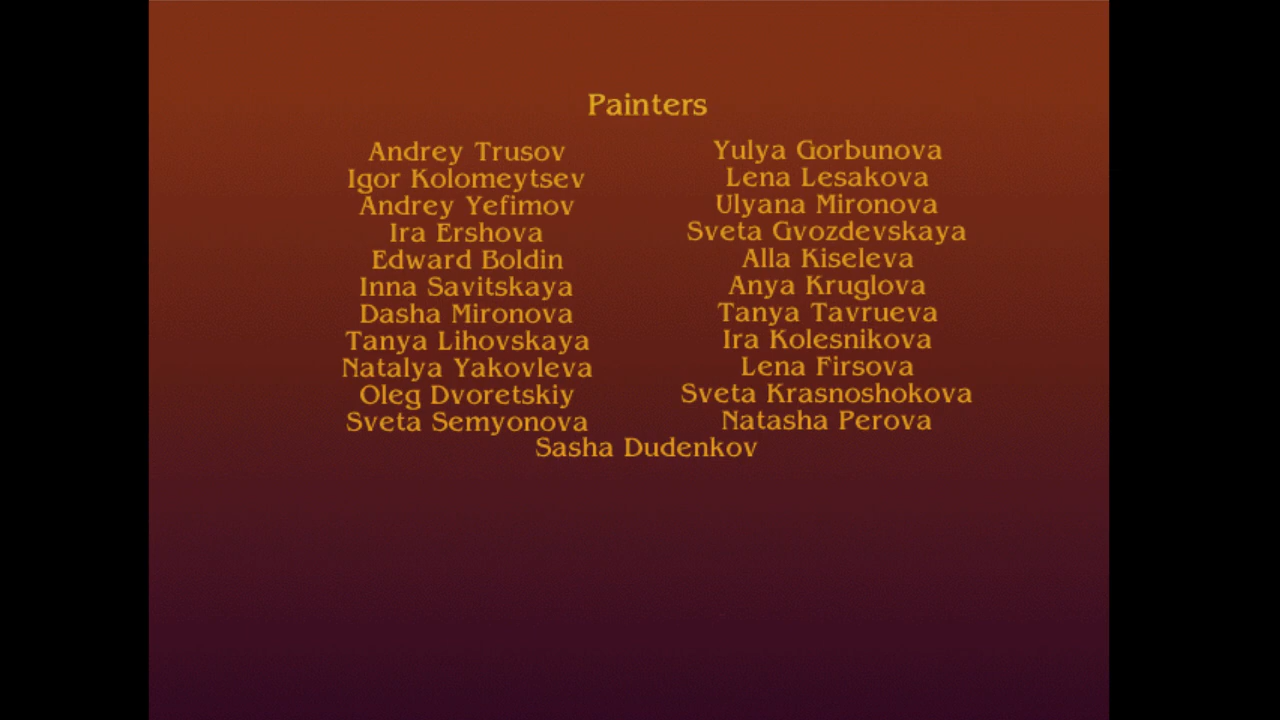 Painters
Andrey Trusov
Igor Kolomeytsev
Andrey Yefimov
Ira Ershova
Edward Boldin
Inna Savitskaya
Dasha Mironova
Tanya Lihovskaya
Natalya Yakovleva
Oleg Dvoretskiy
Sveta Semyonova
Yulya Gorbunova
Lena Lesakova
Ulyana Mironova
Sveta Gvozdevskaya
Alla Kiseleva
Anya Kruglova
Tanya Tavrueva
Ira Kolesnikova
Lena Firsova
Sveta Krasnoshokova
Natasha Perova
Sasha Dudenkov